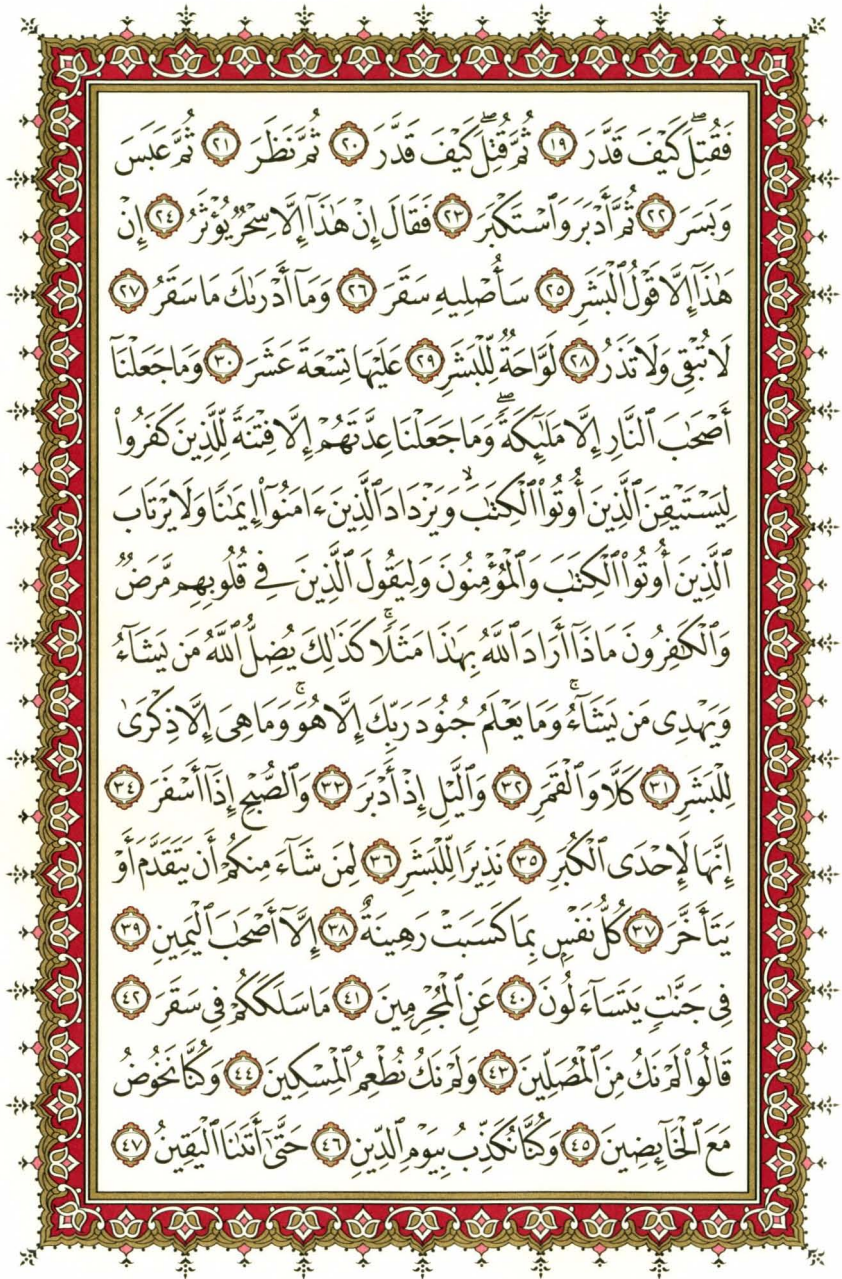 فَقُتِلَ كَيْفَ قَدَّرَ ١٩ ثُمَّ قُتِلَ كَيْفَ قَدَّرَ ٢٠ ثُمَّ نَظَرَ ٢١ ثُمَّ عَبَسَ
وَبَسَرَ ٢٢ ثُمَّ أَدْبَرَ وَٱسْتَكْبَرَ ٢٣ فَقَالَ إِنْ هَٰذَآ إِلَّا سِحْرٌ يُؤْثَرُ ٢٤ إِنْ
هَٰذَآ إِلَّا قَوْلُ ٱلْبَشَرِ ٢٥ سَأُصْلِيهِ سَقَرَ ٢٦ وَمَآ أَدْرَىٰكَ مَا سَقَرُ ٢٧
لَا تُبْقِى وَلَا تَذَرُ ٢٨ لَوَّاحَةٌ لِّلْبَشَرِ ٢٩ عَلَيْهَا تِسْعَةَ عَشَرَ ٣٠ وَمَا جَعَلْنَآ
أَصْحَٰبَ ٱلنَّارِ إِلَّا مَلَٰٓئِكَةً ۖ وَمَا جَعَلْنَا عِدَّتَهُمْ إِلَّا فِتْنَةً لِّلَّذِينَ كَفَرُوا۟
لِيَسْتَيْقِنَ ٱلَّذِينَ أُوتُوا۟ ٱلْكِتَٰبَ وَيَزْدَادَ ٱلَّذِينَ ءَامَنُوٓا۟ إِيمَٰنًا ۙ وَلَا يَرْتَابَ
ٱلَّذِينَ أُوتُوا۟ ٱلْكِتَٰبَ وَٱلْمُؤْمِنُونَ وَلِيَقُولَ ٱلَّذِينَ فِى قُلُوبِهِم مَّرَضٌ
وَٱلْكَٰفِرُونَ مَاذَآ أَرَادَ ٱللَّهُ بِهَٰذَا مَثَلًا ۚ كَذَٰلِكَ يُضِلُّ ٱللَّهُ مَن يَشَآءُ
وَيَهْدِى مَن يَشَآءُ ۚ وَمَا يَعْلَمُ جُنُودَ رَبِّكَ إِلَّا هُوَ ۚ وَمَا هِىَ إِلَّا ذِكْرَىٰ
لِلْبَشَرِ ٣١ كَلَّا وَٱلْقَمَرِ ٣٢ وَٱلَّيْلِ إِذْ أَدْبَرَ ٣٣ وَٱلصُّبْحِ إِذَآ أَسْفَرَ ٣٤
إِنَّهَا لَإِحْدَى ٱلْكُبَرِ ٣٥ نَذِيرًا لِّلْبَشَرِ ٣٦ لِمَن شَآءَ مِنكُمْ أَن يَتَقَدَّمَ أَوْ
يَتَأَخَّرَ ٣٧ كُلُّ نَفْسٍۭ بِمَا كَسَبَتْ رَهِينَةٌ ٣٨ إِلَّآ أَصْحَٰبَ ٱلْيَمِينِ ٣٩
فِى جَنَّٰتٍ يَتَسَآءَلُونَ ٤٠ عَنِ ٱلْمُجْرِمِينَ ٤١ مَا سَلَكَكُمْ فِى سَقَرَ ٤٢
قَالُوا۟ لَمْ نَكُ مِنَ ٱلْمُصَلِّينَ ٤٣ وَلَمْ نَكُ نُطْعِمُ ٱلْمِسْكِينَ ٤٤ وَكُنَّا نَخُوضُ
مَعَ ٱلْخَآئِضِينَ ٤٥ وَكُنَّا نُكَذِّبُ بِيَوْمِ ٱلدِّينِ ٤٦ حَتَّىٰٓ أَتَىٰنَا ٱلْيَقِينُ ٤٧